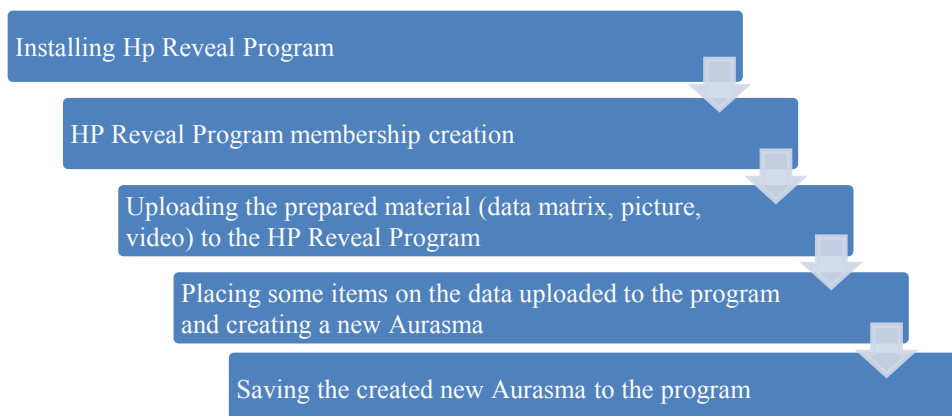 Installing Hp Reveal Program
HP Reveal Program membership creation
Uploading the prepared material (data matrix, picture,
video) to the HP Reveal Program
Placing some items on the data uploaded to the program
and creating a new Aurasma
Saving the created new Aurasma to the program